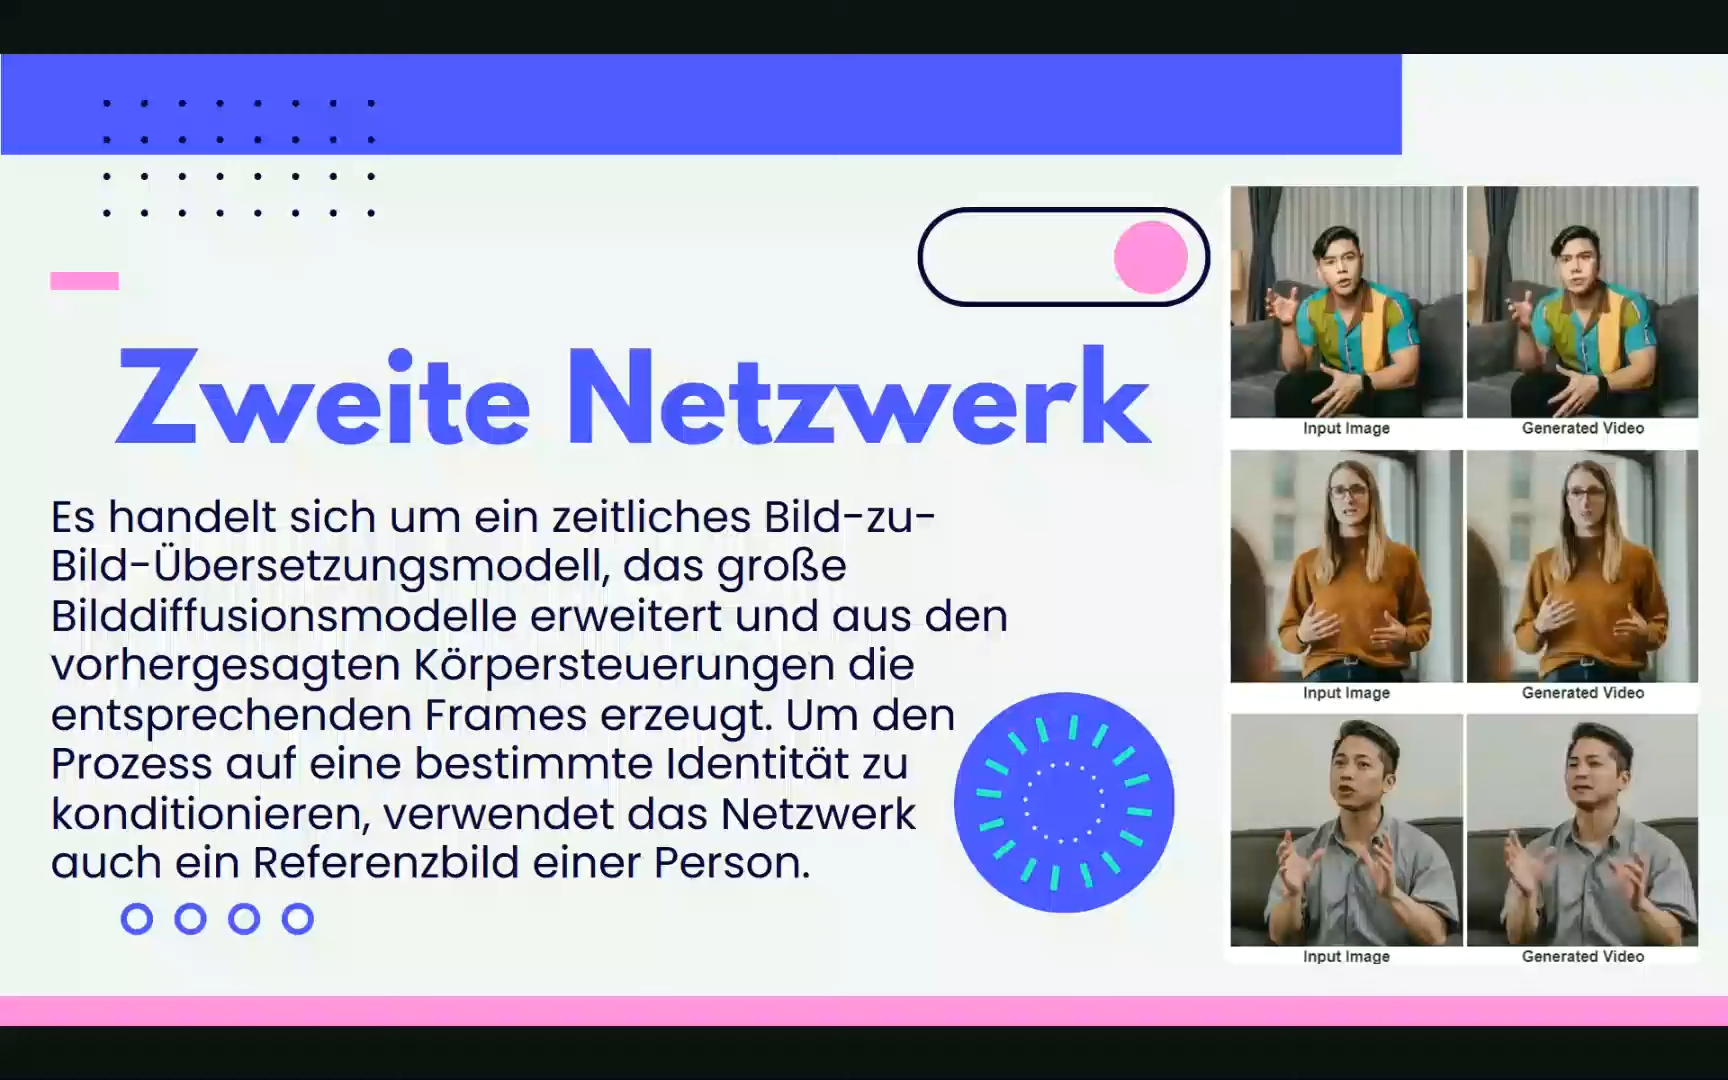 Zweite Netzwerk
Es handelt sich um ein zeitliches Bild-zu-
Bild-Übersetzungsmodell, das große
Bilddiffusionsmodelle erweitert und aus den
vorhergesagten Körpersteuerungen die
entsprechenden Frames erzeugt. Um den
Prozess auf eine bestimmte Identität zu
konditionieren, verwendet das Netzwerk
auch ein Referenzbild einer Person.
Input Image Generated Video
Input Image Generated Video
Input Image Generated Video